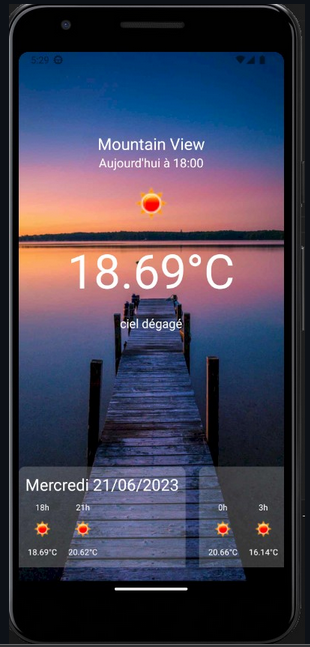 5:29
Mountain View
Aujourd'hui à 18:00
18.69°C
ciel dégagé
Mercredi 21/06/2023
18h 21h 0h 3h
18.69°C 20.62°C 20.66°C 16.14°C